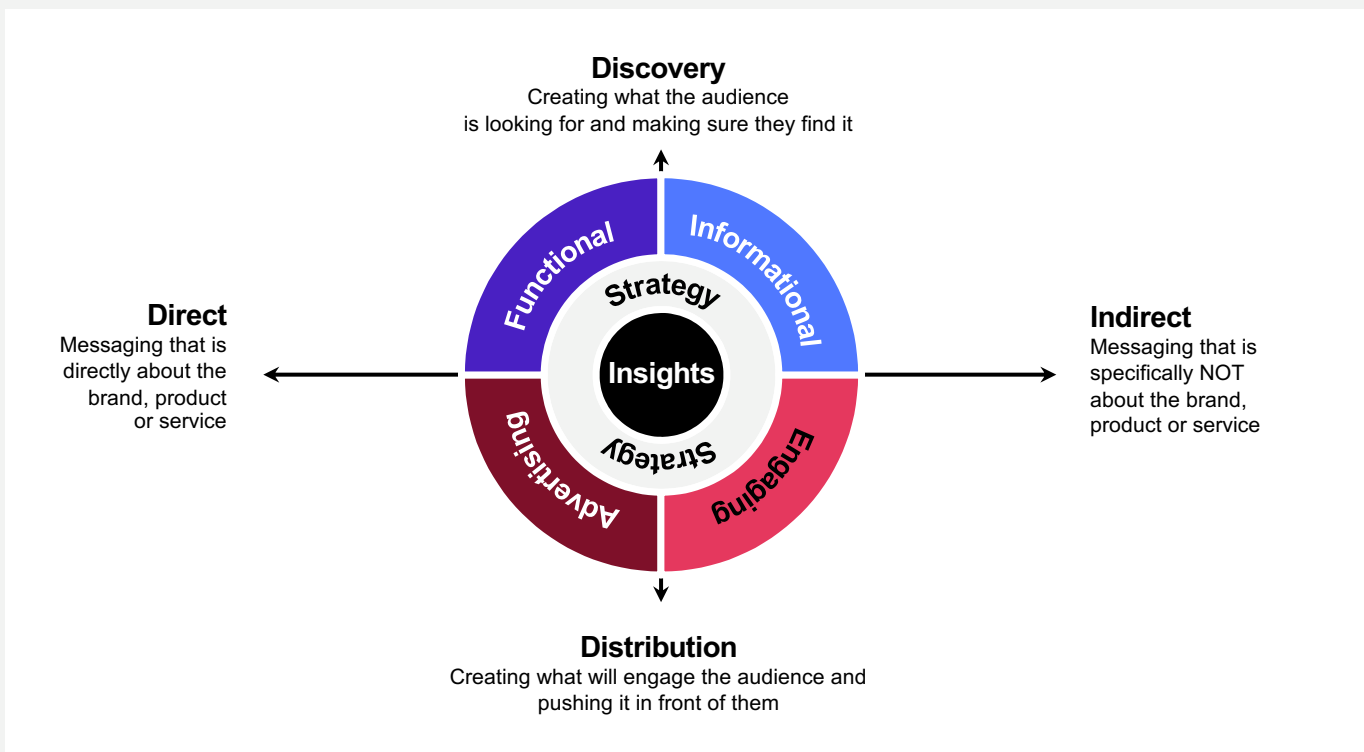 Discovery
Creating what the audience
is looking for and making sure they find it
Functional
Informational
Strategy
Direct
Messaging that is
directly about the
brand, product
or service
Insights
Indirect
Messaging that is
specifically NOT
about the brand,
product or service
Strategy
Advertising
Engaging
Distribution
Creating what will engage the audience and
pushing it in front of them